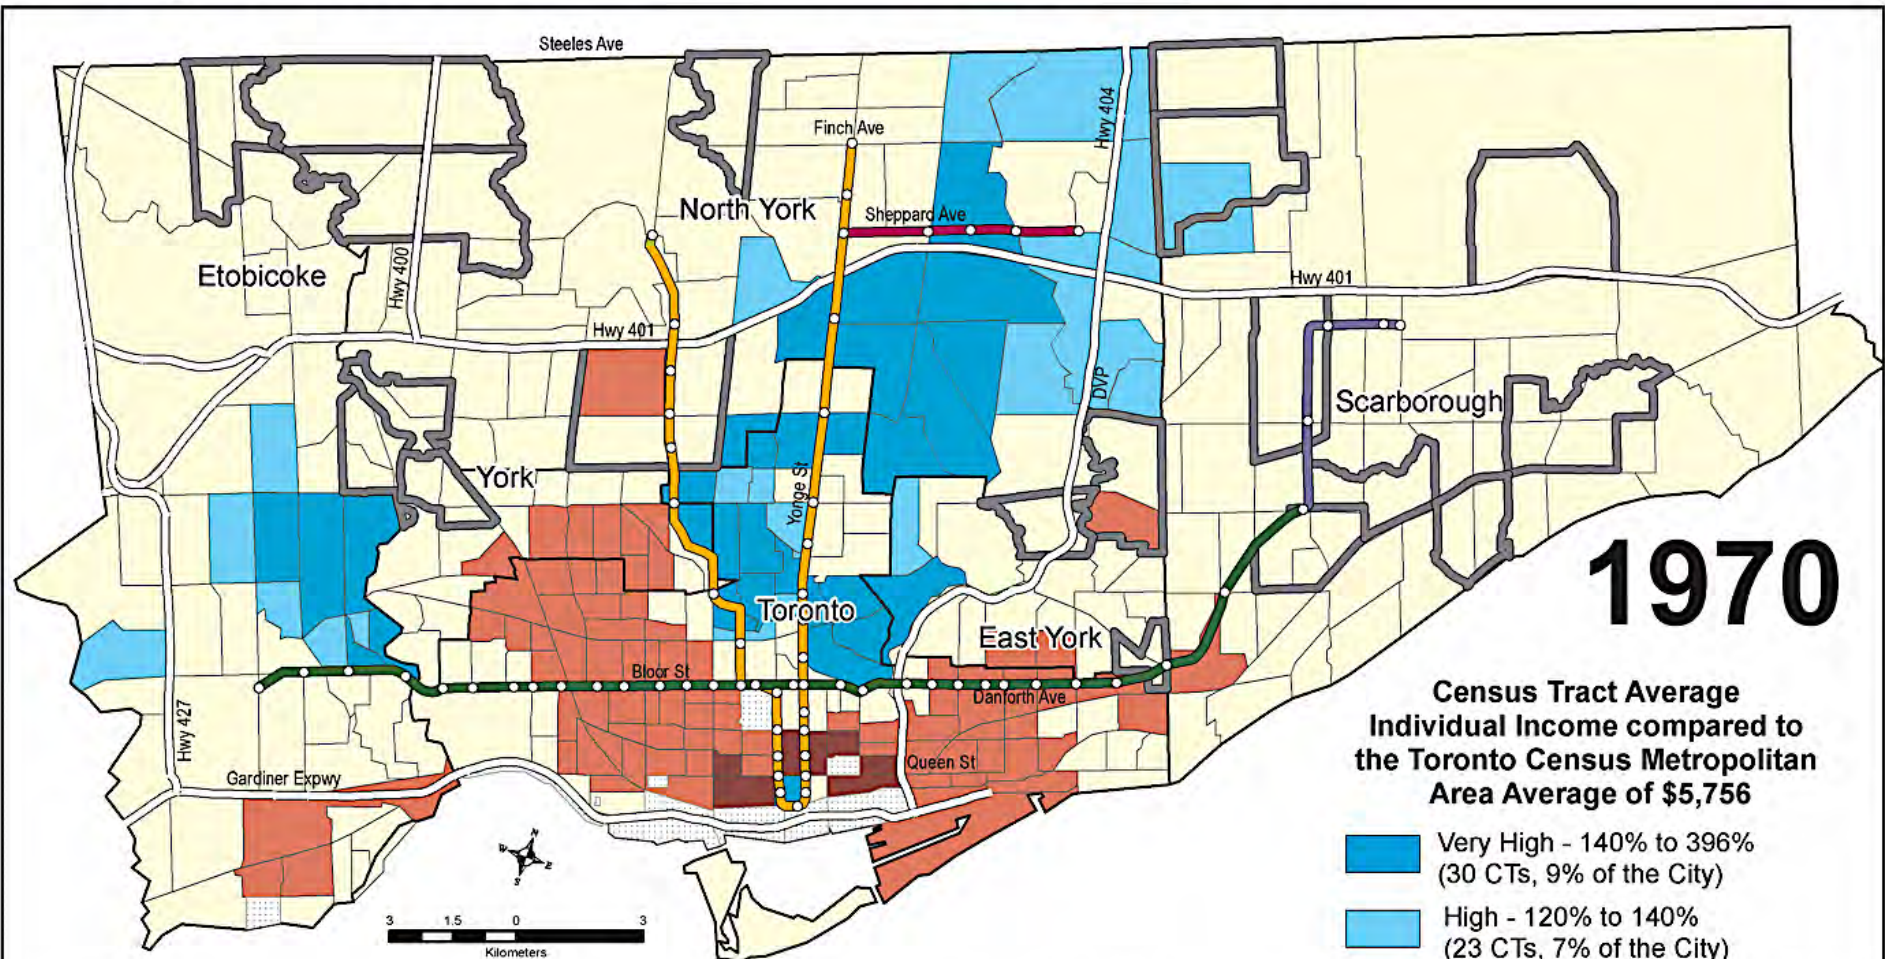 Steeles Ave
Hwy 404
Finch Ave
North York
Sheppard Ave
Etobicoke
Hwy 400
Hwy 401
Hwy 401
DVP
Scarborough
York
Yonge St
1970
Toronto
East York
Bloor St
Danforth Ave
Hwy 427
Queen St
Gardiner Expwy
Census Tract Average
Individual Income compared to
the Toronto Census Metropolitan
Area Average of $5,756
Very High - 140% to 396%
(30 CTs, 9% of the City)
High - 120% to 140%
(23 CTs, 7% of the City)
N
W
E
S
3 1.5 0 3
Kilometers